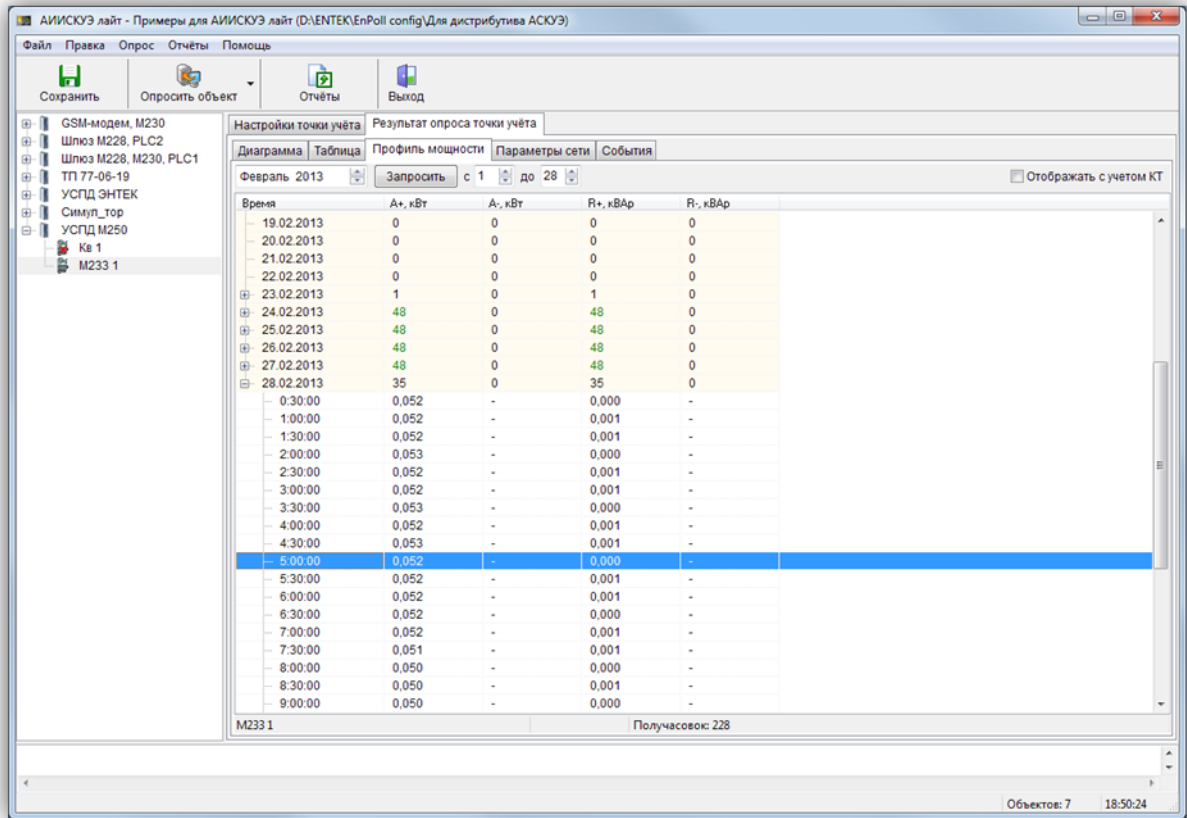 АИИСКУЭ лайт - Примеры для АИИСКУЭ лайт (D:\ENTEK\EnPoll config\Для дистрибутива АСКУЭ)
Файл Правка Опрос Отчёты Помощь
Сохранить Опросить объект Отчёты Выход
GSM-модем, M230
Шлюз M228, PLC2
Шлюз M228, M230, PLC1
ТП 77-06-19
УСПД ЭНТЕК
Симул_тор
УСПД M250
Кв 1
M233 1
Настройки точки учёта Результат опроса точки учёта
Диаграмма Таблица Профиль мощности Параметры сети События
Февраль 2013 Запросить с 1 до 28 Отображать с учетом КТ
Время A+, кВт A-, кВт R+, кВАр R-, кВАр
19.02.2013 0 0 0 0
20.02.2013 0 0 0 0
21.02.2013 0 0 0 0
22.02.2013 0 0 0 0
23.02.2013 1 0 1 0
24.02.2013 48 0 48 0
25.02.2013 48 0 48 0
26.02.2013 48 0 48 0
27.02.2013 48 0 48 0
28.02.2013 35 0 35 0
0:30:00 0,052 - 0,000 -
1:00:00 0,052 - 0,001 -
1:30:00 0,052 - 0,001 -
2:00:00 0,053 - 0,000 -
2:30:00 0,052 - 0,001 -
3:00:00 0,052 - 0,001 -
3:30:00 0,053 - 0,000 -
4:00:00 0,052 - 0,001 -
4:30:00 0,053 - 0,001 -
5:00:00 0,052 - 0,000 -
5:30:00 0,052 - 0,001 -
6:00:00 0,052 - 0,001 -
6:30:00 0,052 - 0,000 -
7:00:00 0,052 - 0,001 -
7:30:00 0,051 - 0,001 -
8:00:00 0,050 - 0,000 -
8:30:00 0,050 - 0,001 -
9:00:00 0,050 - 0,000 -
M233 1 Получасовок: 228
Объектов: 7 18:50:24